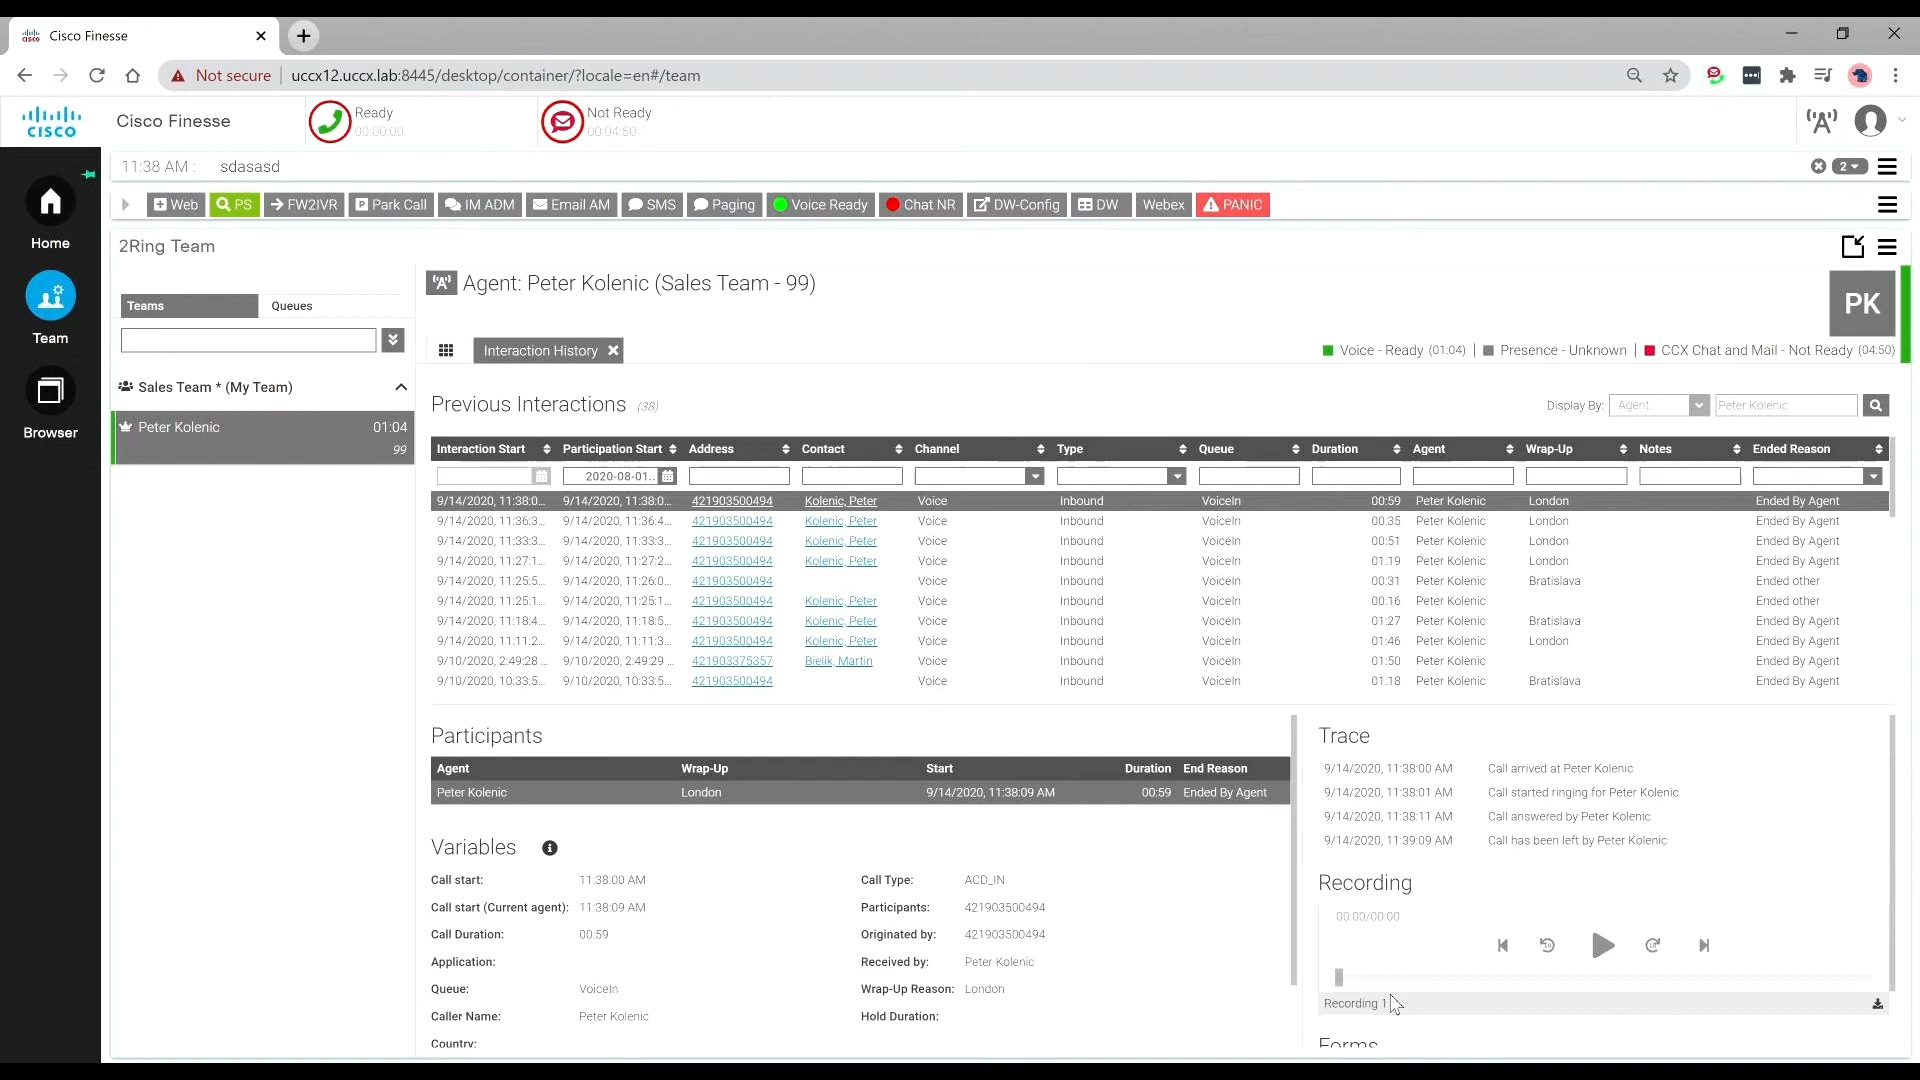 Cisco Finesse
Not secure uccx12.uccx.lab:8445/desktop/container/?locale=en#/team
CISCO Cisco Finesse Ready 00:00:00 Not Ready 00:04:50
11:38 AM : sdasasd 2
Web PS FW2IVR Park Call IM ADM Email AM SMS Paging Voice Ready Chat NR DW-Config DW Webex PANIC
Home
Team
Browser
2Ring Team
Teams Queues
Sales Team * (My Team)
Peter Kolenic 01:04
99
Agent: Peter Kolenic (Sales Team - 99)
PK
Interaction History
Voice - Ready (01:04) | Presence - Unknown | CCX Chat and Mail - Not Ready (04:50)
Previous Interactions (38)
Display By: Agent Peter Kolenic
Interaction Start Participation Start Address Contact Channel Type Queue Duration Agent Wrap-Up Notes Ended Reason
2020-08-01..
9/14/2020, 11:38:0... 9/14/2020, 11:38:0... 421903500494 Kolenic, Peter Voice Inbound VoiceIn 00:59 Peter Kolenic London Ended By Agent
9/14/2020, 11:36:3... 9/14/2020, 11:36:4... 421903500494 Kolenic, Peter Voice Inbound VoiceIn 00:35 Peter Kolenic London Ended By Agent
9/14/2020, 11:33:3... 9/14/2020, 11:33:3... 421903500494 Kolenic, Peter Voice Inbound VoiceIn 00:51 Peter Kolenic London Ended By Agent
9/14/2020, 11:27:1... 9/14/2020, 11:27:2... 421903500494 Kolenic, Peter Voice Inbound VoiceIn 01:19 Peter Kolenic London Ended By Agent
9/14/2020, 11:25:5... 9/14/2020, 11:26:0... 421903500494 Voice Inbound VoiceIn 00:31 Peter Kolenic Bratislava Ended other
9/14/2020, 11:25:1... 9/14/2020, 11:25:1... 421903500494 Kolenic, Peter Voice Inbound VoiceIn 00:16 Peter Kolenic Ended other
9/14/2020, 11:18:4... 9/14/2020, 11:18:5... 421903500494 Kolenic, Peter Voice Inbound VoiceIn 01:27 Peter Kolenic Bratislava Ended By Agent
9/14/2020, 11:11:2... 9/14/2020, 11:11:3... 421903500494 Kolenic, Peter Voice Inbound VoiceIn 01:46 Peter Kolenic London Ended By Agent
9/10/2020, 2:49:28 ... 9/10/2020, 2:49:29 ... 421903375357 Bielik, Martin Voice Inbound VoiceIn 01:50 Peter Kolenic Ended By Agent
9/10/2020, 10:33:5... 9/10/2020, 10:33:5... 421903500494 Voice Inbound VoiceIn 01:18 Peter Kolenic Bratislava Ended By Agent
Participants
Agent Wrap-Up Start Duration End Reason
Peter Kolenic London 9/14/2020, 11:38:09 AM 00:59 Ended By Agent
Variables
Call start: 11:38:00 AM Call Type: ACD_IN
Call start (Current agent): 11:38:09 AM Participants: 421903500494
Call Duration: 00:59 Originated by: 421903500494
Application: Received by: Peter Kolenic
Queue: VoiceIn Wrap-Up Reason: London
Caller Name: Peter Kolenic Hold Duration:
Country:
Trace
9/14/2020, 11:38:00 AM Call arrived at Peter Kolenic
9/14/2020, 11:38:01 AM Call started ringing for Peter Kolenic
9/14/2020, 11:38:11 AM Call answered by Peter Kolenic
9/14/2020, 11:39:09 AM Call has been left by Peter Kolenic
Recording
00:00/00:00
Recording 1
Forms